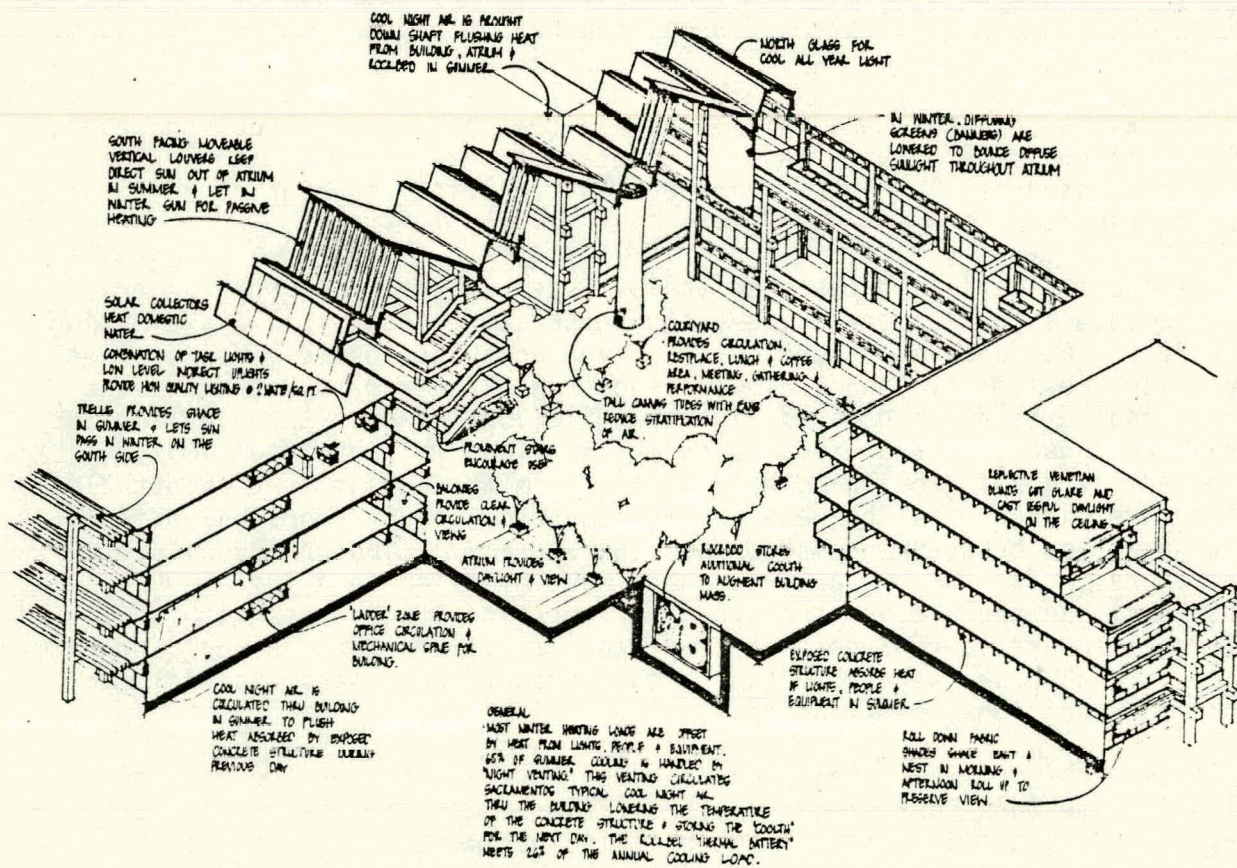 COOL NIGHT AIR IS BROUGHT
DOWN SHAFT FLUSHING HEAT
FROM BUILDING, ATRIUM &
ROCKBED IN SUMMER
NORTH GLASS FOR
COOL ALL YEAR LIGHT
IN WINTER, DIFFUSING
SCREENS (BANNERS) ARE
LOWERED TO BOUNCE DIFFUSE
SUNLIGHT THROUGHOUT ATRIUM
SOUTH FACING MOVEABLE
VERTICAL LOUVERS KEEP
DIRECT SUN OUT OF ATRIUM
IN SUMMER & LET IN
WINTER SUN FOR PASSIVE
HEATING
SOLAR COLLECTORS
HEAT DOMESTIC
WATER
COMBINATION OF TASK LIGHTS &
LOW LEVEL INDIRECT UPLIGHTS
PROVIDE HIGH QUALITY LIGHTING @ 2 WATTS/SQ. FT.
TRELLIS PROVIDES SHADE
IN SUMMER & LETS SUN
PASS IN WINTER ON THE
SOUTH SIDE
COURTYARD
PROVIDES CIRCULATION,
RESTPLACE, LUNCH & COFFEE
AREA, MEETING, GATHERING &
PERFORMANCE
TALL CANVAS TUBES WITH FANS
REDUCE STRATIFICATION
OF AIR
PROMINENT STAIRS
ENCOURAGE USE
BALCONIES
PROVIDE CLEAR
CIRCULATION &
VIEWS
ATRIUM PROVIDES
DAYLIGHT & VIEW
ROCKBED STORES
ADDITIONAL COOLTH
TO AUGMENT BUILDING
MASS.
REFLECTIVE VENETIAN
BLINDS CUT GLARE AND
CAST USEFUL DAYLIGHT
ON THE CEILING
"LADDER" ZONE PROVIDES
OFFICE CIRCULATION &
MECHANICAL SPINE FOR
BUILDING.
EXPOSED CONCRETE
STRUCTURE ABSORBS HEAT
OF LIGHTS, PEOPLE &
EQUIPMENT IN SUMMER
COOL NIGHT AIR IS
CIRCULATED THRU BUILDING
IN SUMMER TO FLUSH
HEAT ABSORBED BY EXPOSED
CONCRETE STRUCTURE DURING
PREVIOUS DAY
GENERAL
MOST WINTER HEATING LOADS ARE OFFSET
BY HEAT FROM LIGHTS, PEOPLE & EQUIPMENT.
65% OF SUMMER COOLING IS HANDLED BY
"NIGHT VENTING." THIS VENTING CIRCULATES
SACRAMENTOS TYPICAL COOL NIGHT AIR
THRU THE BUILDING LOWERING THE TEMPERATURE
OF THE CONCRETE STRUCTURE & STORING THE "COOLTH"
FOR THE NEXT DAY. THE ROCKBED "THERMAL BATTERY"
MEETS 26% OF THE ANNUAL COOLING LOAD.
ROLL DOWN FABRIC
SHADES SHADE EAST &
WEST IN MORNING &
AFTERNOON ROLL UP TO
PRESERVE VIEW.